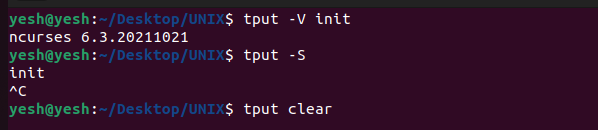 yesh@yesh:~/Desktop/UNIX$ tput -V init
ncurses 6.3.20211021
yesh@yesh:~/Desktop/UNIX$ tput -S
init
^C
yesh@yesh:~/Desktop/UNIX$ tput clear